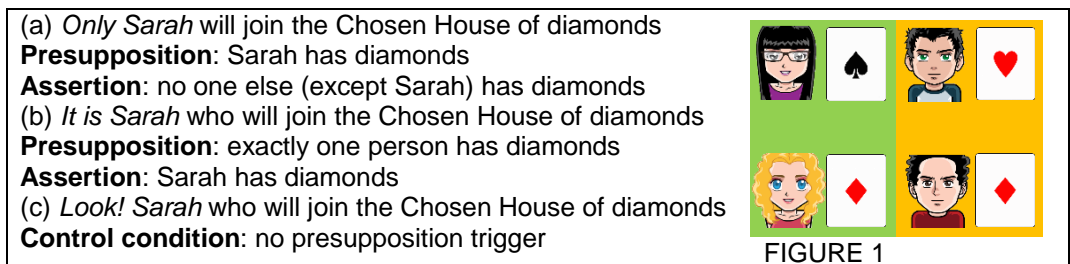 (a) Only Sarah will join the Chosen House of diamonds
Presupposition: Sarah has diamonds
Assertion: no one else (except Sarah) has diamonds
(b) It is Sarah who will join the Chosen House of diamonds
Presupposition: exactly one person has diamonds
Assertion: Sarah has diamonds
(c) Look! Sarah who will join the Chosen House of diamonds
Control condition: no presupposition trigger
FIGURE 1